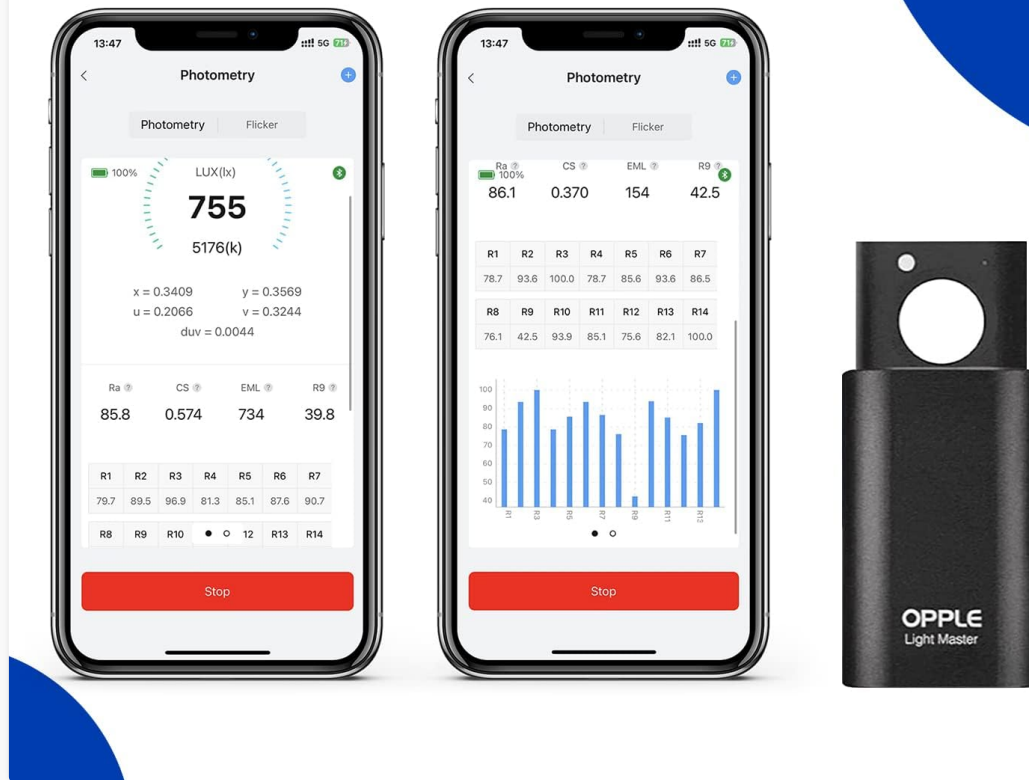 13:47
5G 71
Photometry
Photometry Flicker
100%
LUX(lx)
755
5176(k)
x = 0.3409 y = 0.3569
u = 0.2066 v = 0.3244
duv = 0.0044
Ra ? CS ? EML ? R9 ?
85.8 0.574 734 39.8
R1 R2 R3 R4 R5 R6 R7
79.7 89.5 96.9 81.3 85.1 87.6 90.7
R8 R9 R10 12 R13 R14
Stop
13:47
5G 71
Photometry
Photometry Flicker
Ra ? CS ? EML ? R9 ?
100%
86.1 0.370 154 42.5
R1 R2 R3 R4 R5 R6 R7
78.7 93.6 100.0 78.7 85.6 93.6 86.5
R8 R9 R10 R11 R12 R13 R14
76.1 42.5 93.9 85.1 75.6 82.1 100.0
100
90
80
70
60
50
40
R1 R3 R5 R7 R9 R11 R13
Stop
OPPLE
Light Master